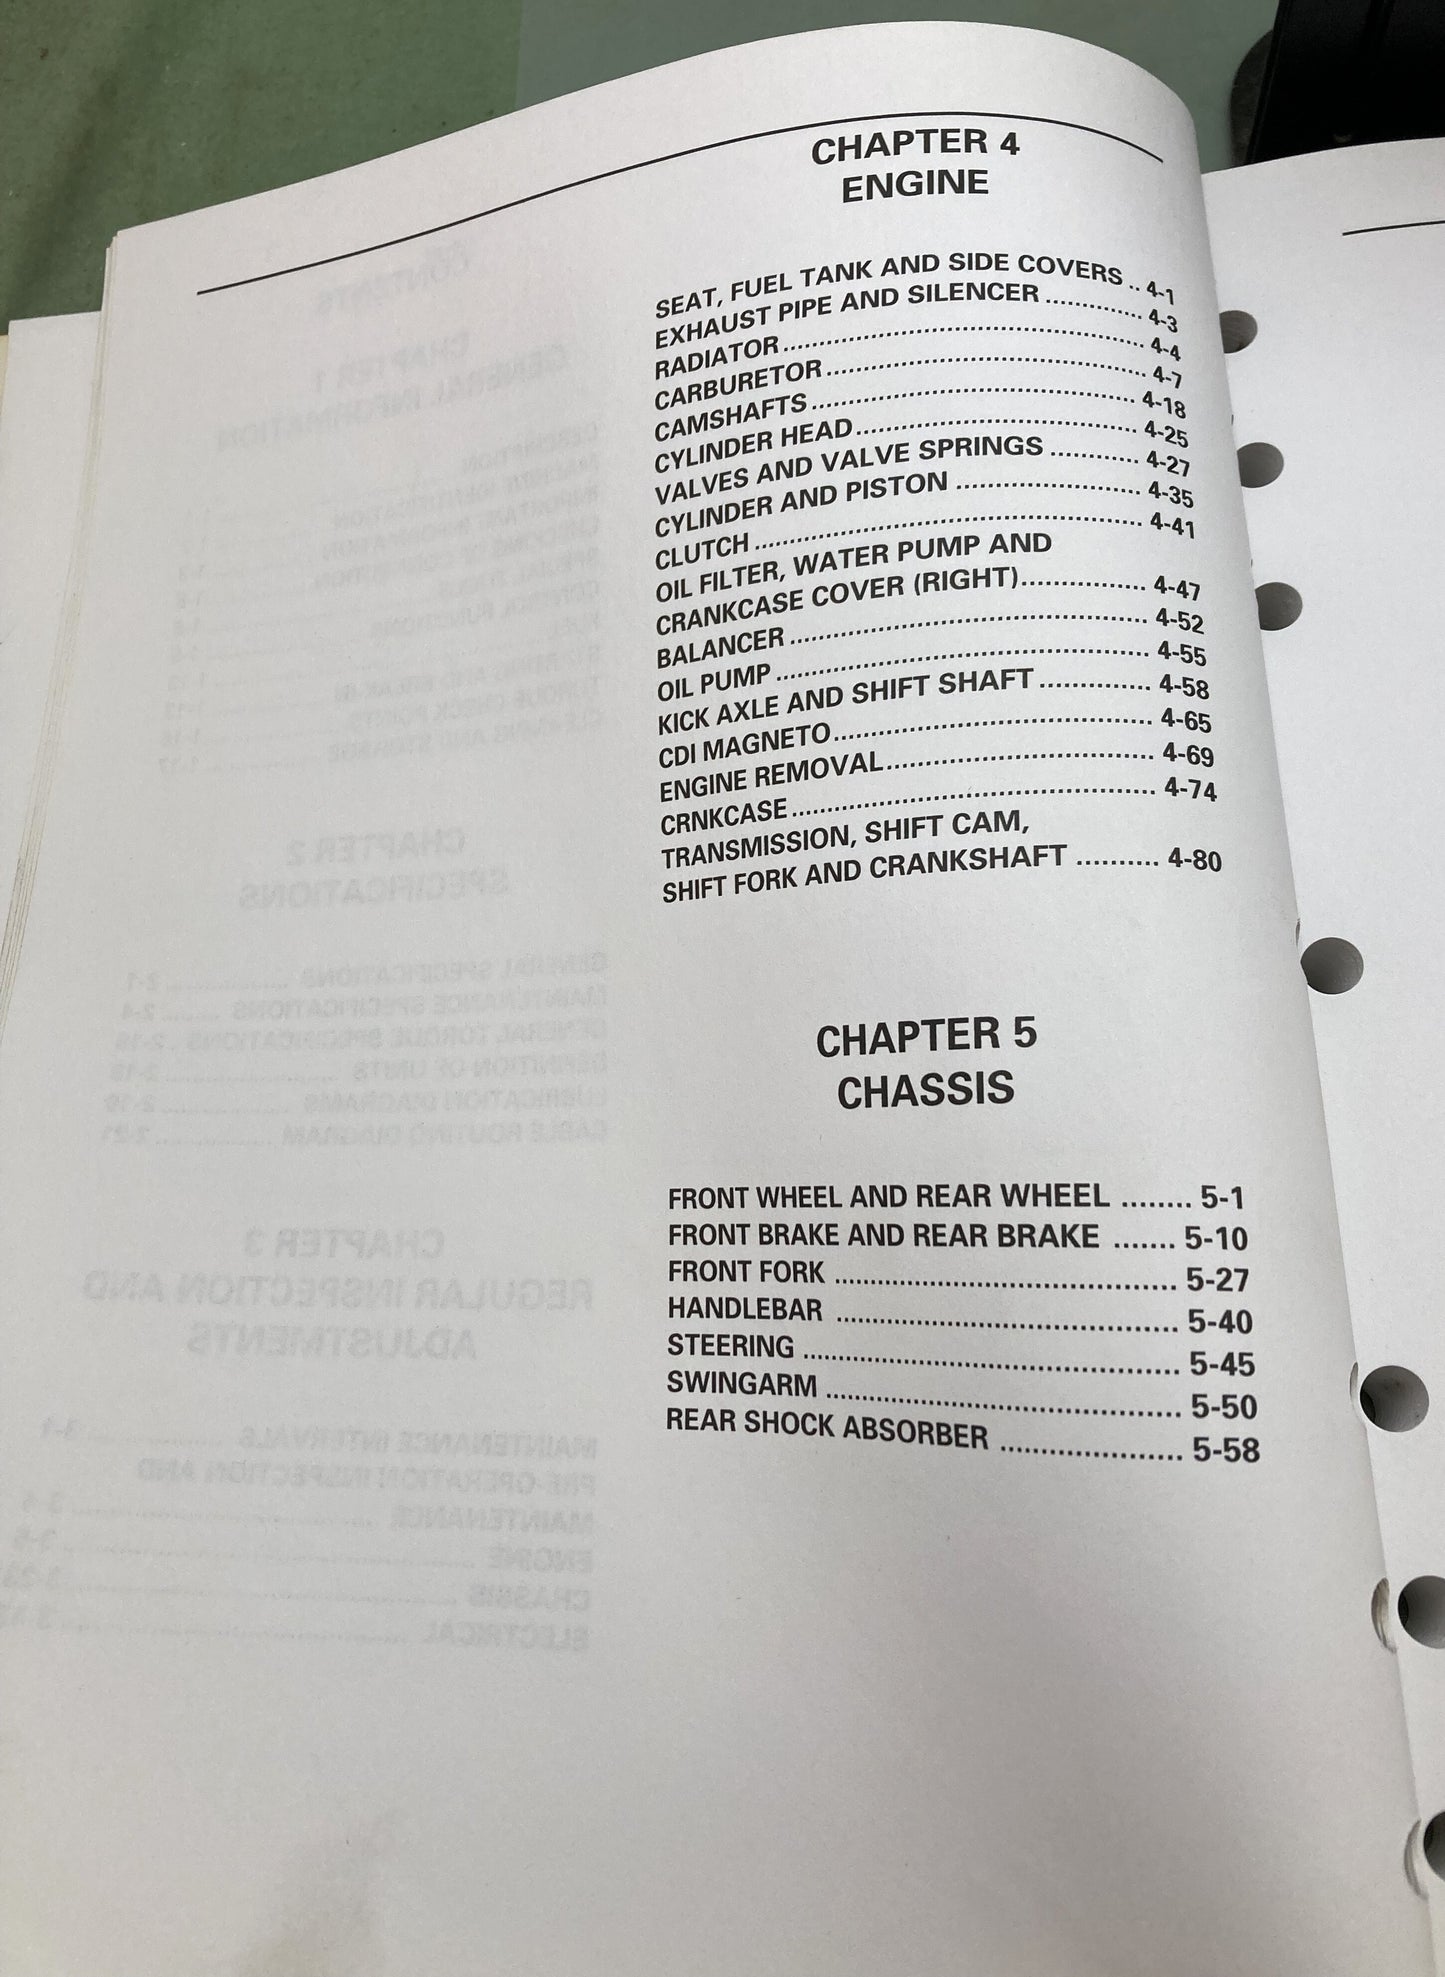 CHAPTER 4
ENGINE
SEAT, FUEL TANK AND SIDE COVERS .. 4-1
EXHAUST PIPE AND SILENCER .............. 4-3
RADIATOR ...................................................... 4-4
CARBURETOR ................................................ 4-7
CAMSHAFTS ................................................ 4-18
CYLINDER HEAD .......................................... 4-25
VALVES AND VALVE SPRINGS ............. 4-27
CYLINDER AND PISTON ........................... 4-35
CLUTCH ......................................................... 4-41
OIL FILTER, WATER PUMP AND
CRANKCASE COVER (RIGHT) .................. 4-47
BALANCER .................................................... 4-52
OIL PUMP ...................................................... 4-55
KICK AXLE AND SHIFT SHAFT ................ 4-58
CDI MAGNETO .............................................. 4-65
ENGINE REMOVAL ...................................... 4-69
CRNKCASE .................................................... 4-74
TRANSMISSION, SHIFT CAM,
SHIFT FORK AND CRANKSHAFT .......... 4-80
CHAPTER 5
CHASSIS
FRONT WHEEL AND REAR WHEEL ........ 5-1
FRONT BRAKE AND REAR BRAKE ....... 5-10
FRONT FORK ........................................... 5-27
HANDLEBAR ........................................... 5-40
STEERING ................................................ 5-45
SWINGARM ............................................. 5-50
REAR SHOCK ABSORBER ...................... 5-58